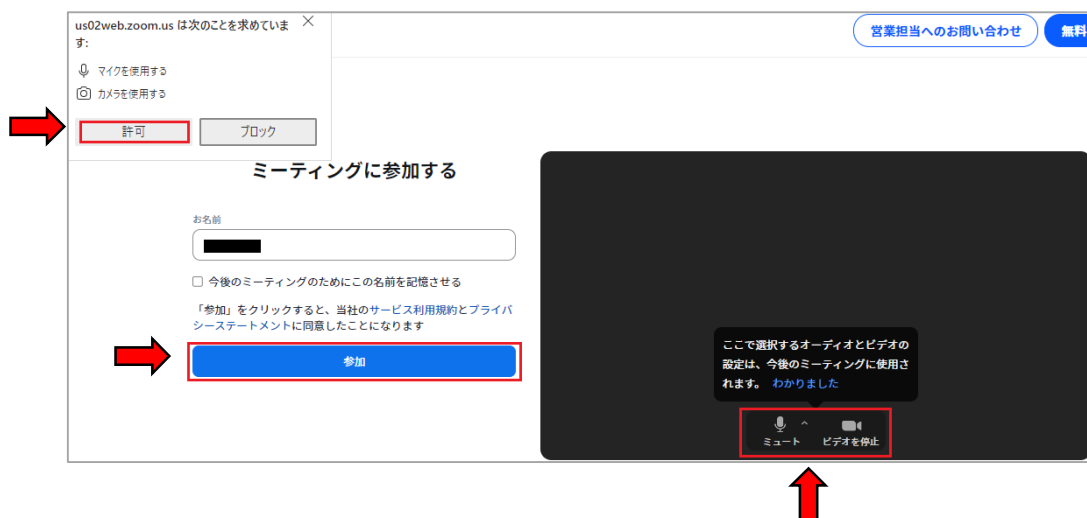 us02web.zoom.us は次のことを求めていま
す:
マイクを使用する
カメラを使用する
許可
ブロック
営業担当へのお問い合わせ
無料
ミーティングに参加する
お名前
今後のミーティングのためにこの名前を記憶させる
「参加」をクリックすると、当社のサービス利用規約とプライバ
シーステートメントに同意したことになります
参加
ここで選択するオーディオとビデオの
設定は、今後のミーティングに使用さ
れます。 わかりました
ミュート
ビデオを停止